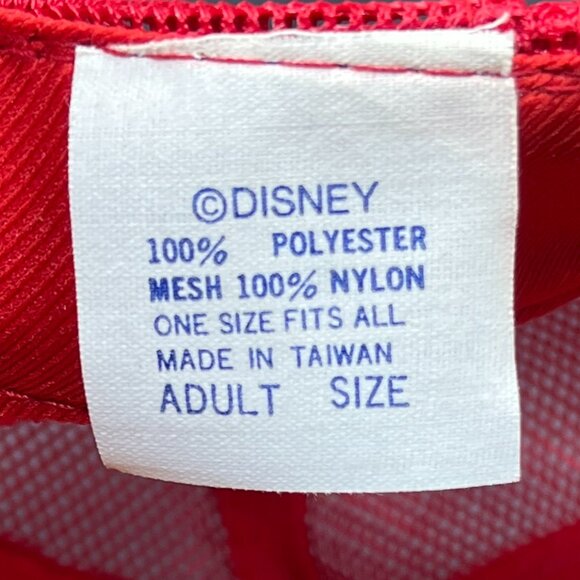 ©DISNEY
100% POLYESTER
MESH 100% NYLON
ONE SIZE FITS ALL
MADE IN TAIWAN
ADULT SIZE